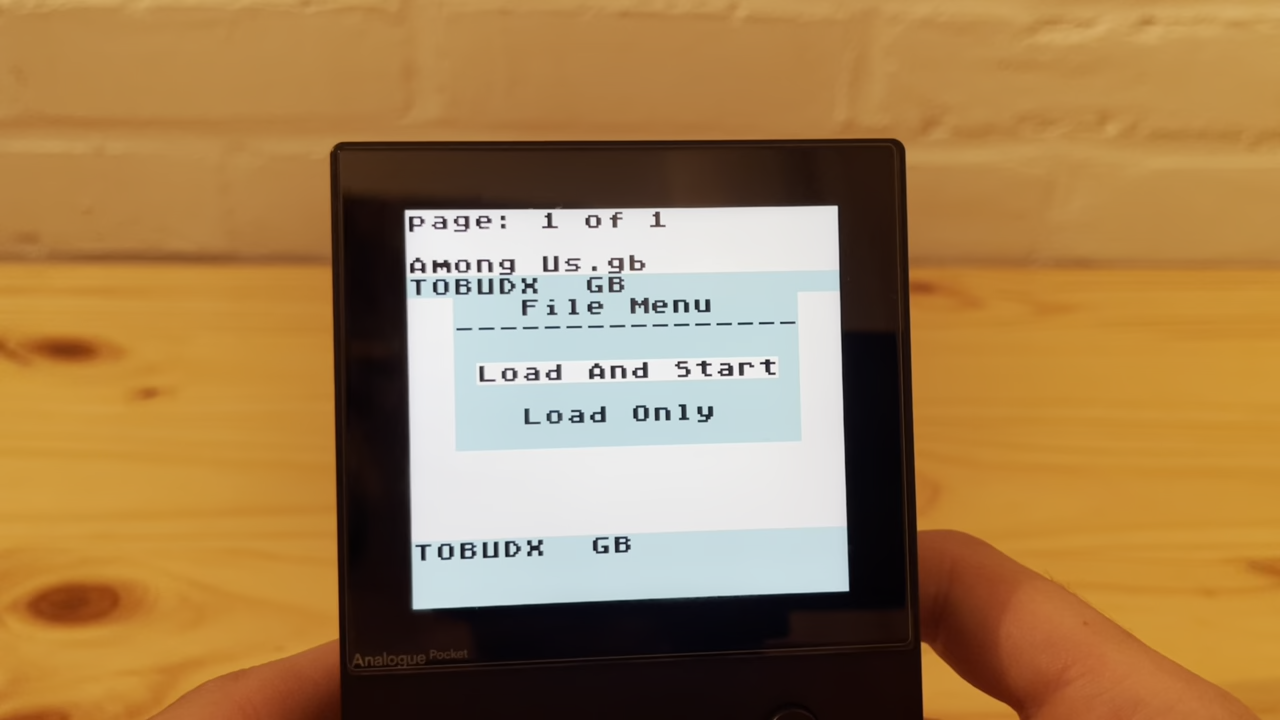 page: 1 of 1
Among Us.gb
TOBUDX GB
File Menu
----------------
Load And Start
Load Only
TOBUDX GB
Analogue Pocket